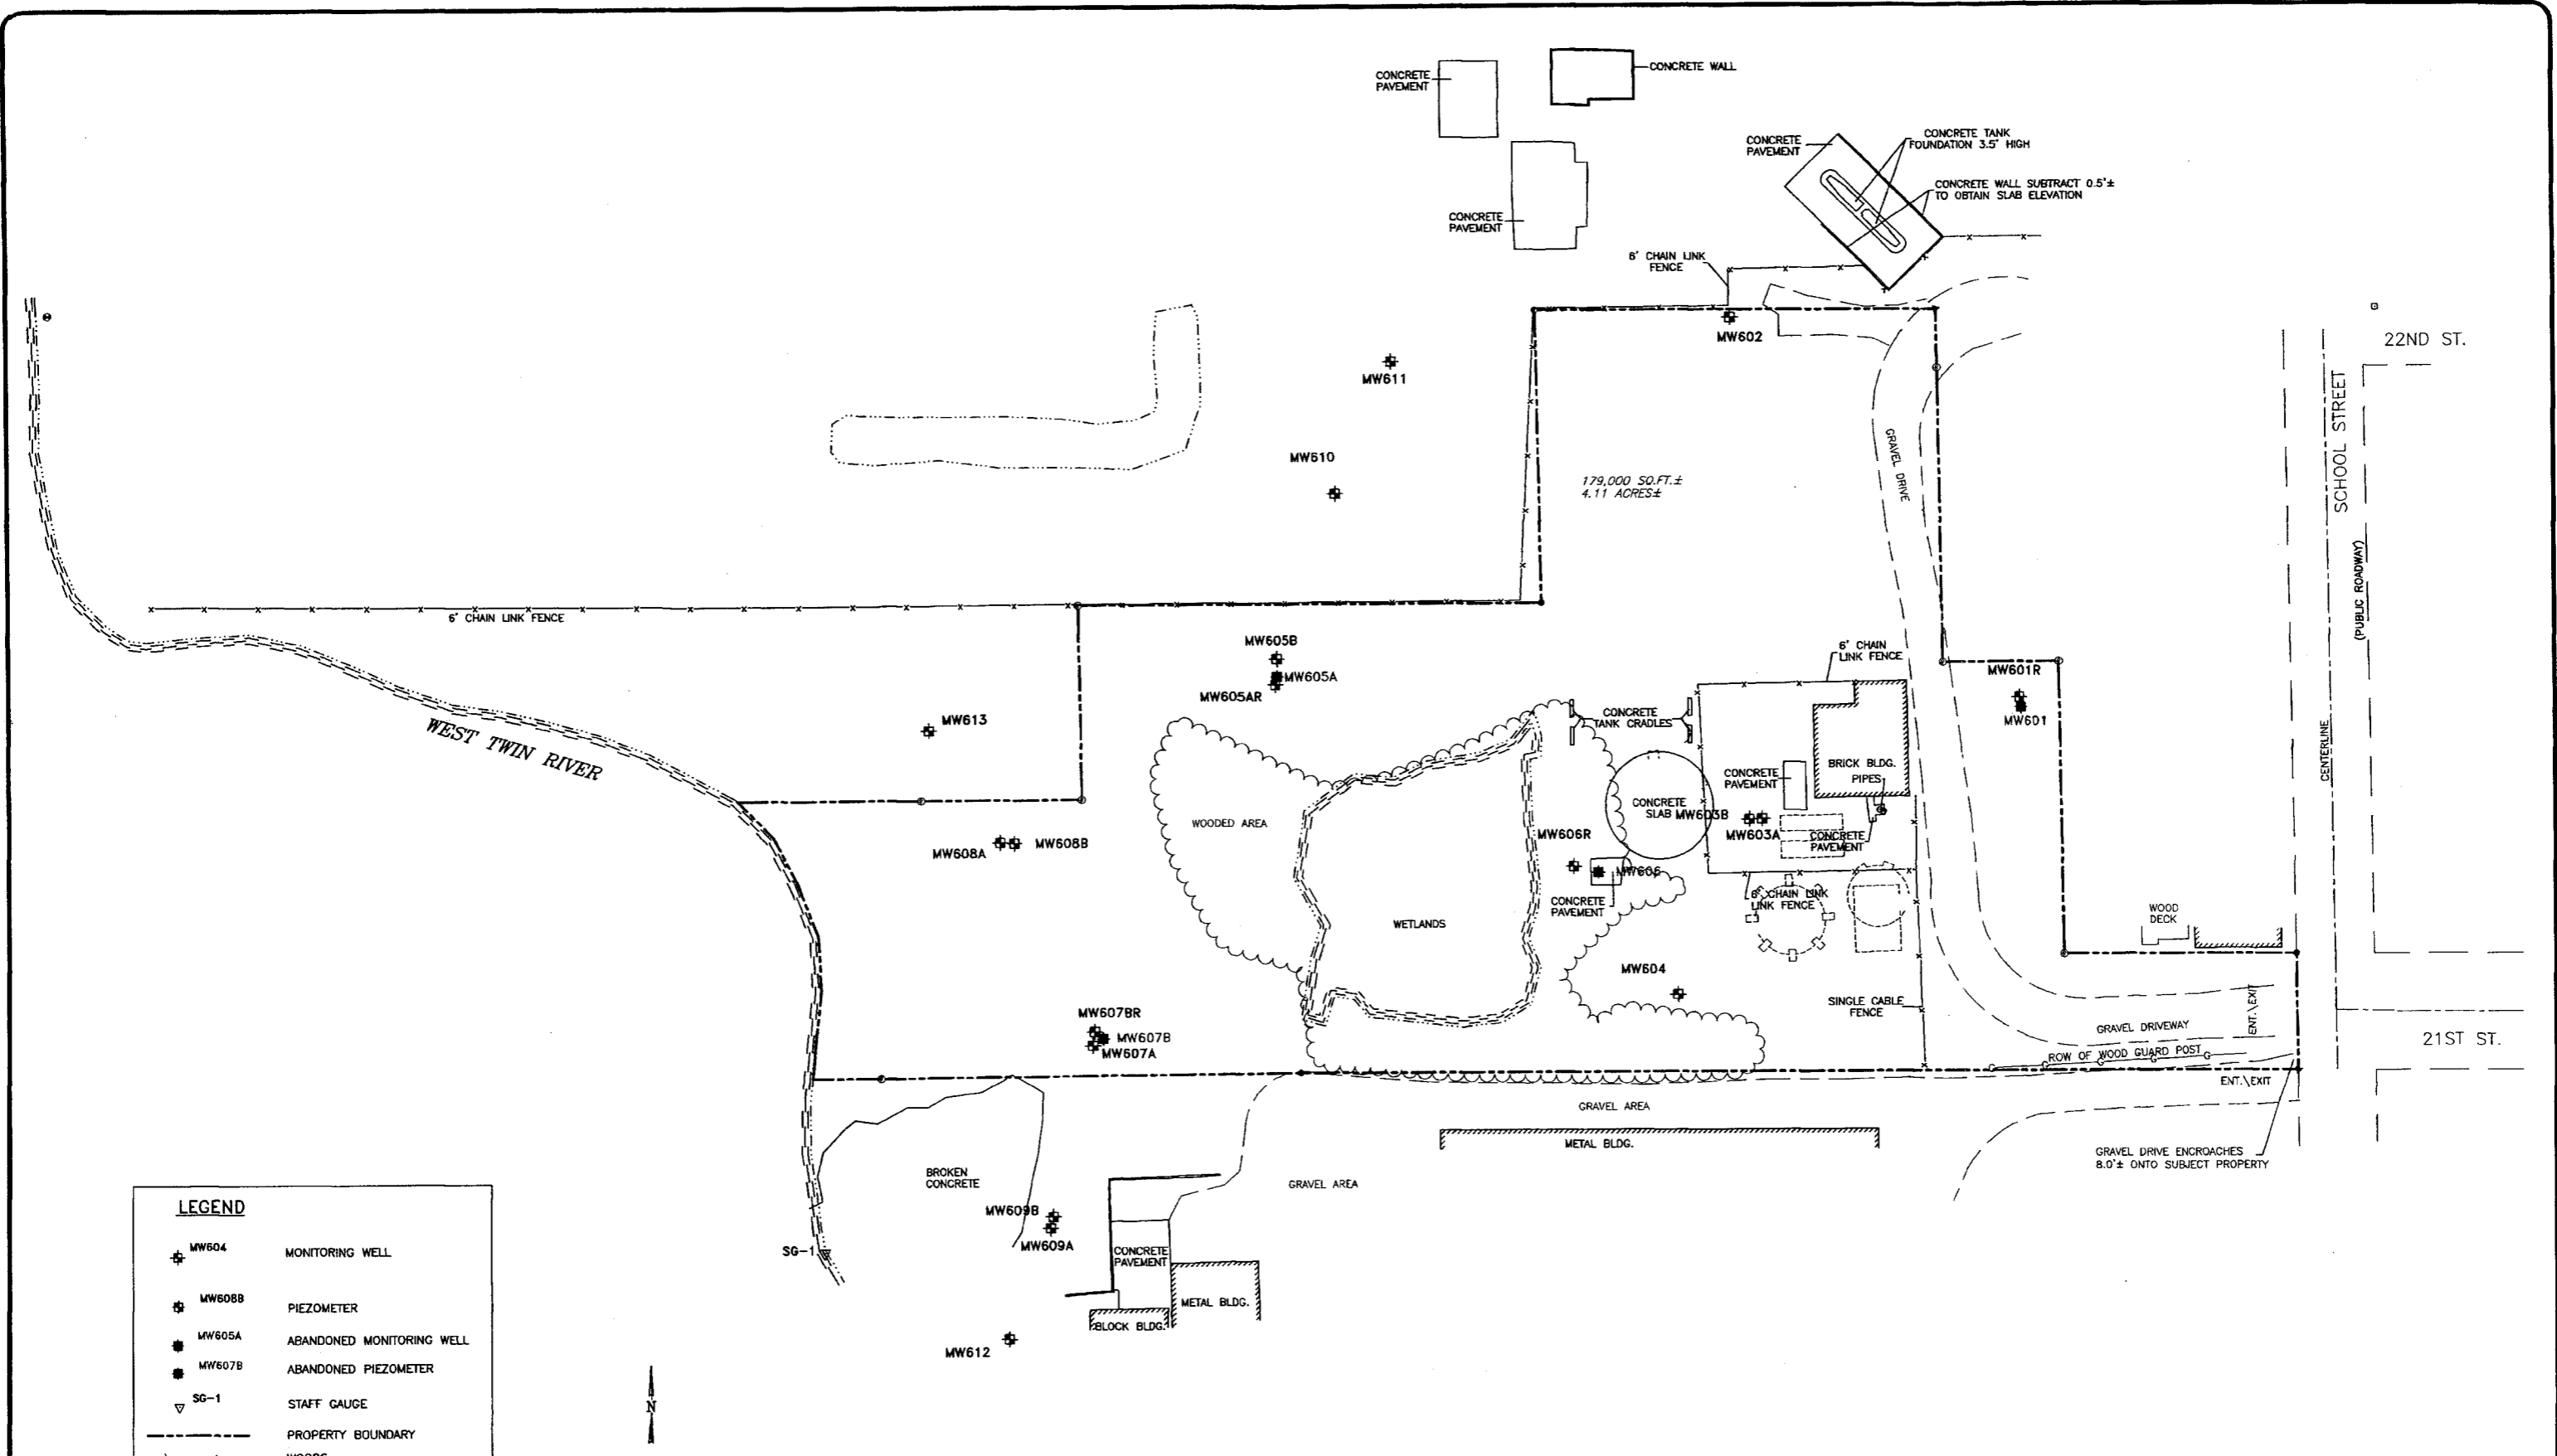 CONCRETE
PAVEMENT
CONCRETE WALL
CONCRETE
PAVEMENT
CONCRETE TANK
FOUNDATION 3.5' HIGH
CONCRETE
PAVEMENT
CONCRETE WALL SUBTRACT 0.5'±
TO OBTAIN SLAB ELEVATION
6' CHAIN LINK
FENCE
MW602
22ND ST.
SCHOOL STREET
(PUBLIC ROADWAY)
CENTERLINE
MW611
MW610
179,000 SQ.FT.±
4.11 ACRES±
GRAVEL DRIVE
6' CHAIN LINK FENCE
WEST TWIN RIVER
MW605B
MW605A
MW605AR
MW613
6' CHAIN
LINK FENCE
MW601R
MW601
CONCRETE
TANK CRADLES
BRICK BLDG.
PIPES
CONCRETE
PAVEMENT
CONCRETE
SLAB
MW603B
MW603A
CONCRETE
PAVEMENT
WOODED AREA
MW606R
MW606
CONCRETE
PAVEMENT
MW608A
MW608B
6' CHAIN LINK
LINK FENCE
WETLANDS
WOOD
DECK
MW604
SINGLE CABLE
FENCE
MW607BR
MW607B
MW607A
GRAVEL DRIVEWAY
ENT.\EXIT
ROW OF WOOD GUARD POST
21ST ST.
ENT.\EXIT
GRAVEL AREA
METAL BLDG.
GRAVEL DRIVE ENCROACHES
8.0'± ONTO SUBJECT PROPERTY
BROKEN
CONCRETE
GRAVEL AREA
MW609B
MW609A
SG-1
CONCRETE
PAVEMENT
METAL BLDG.
BLOCK BLDG.
MW612
N
LEGEND
MW604 MONITORING WELL
MW608B PIEZOMETER
MW605A ABANDONED MONITORING WELL
MW607B ABANDONED PIEZOMETER
SG-1 STAFF GAUGE
PROPERTY BOUNDARY